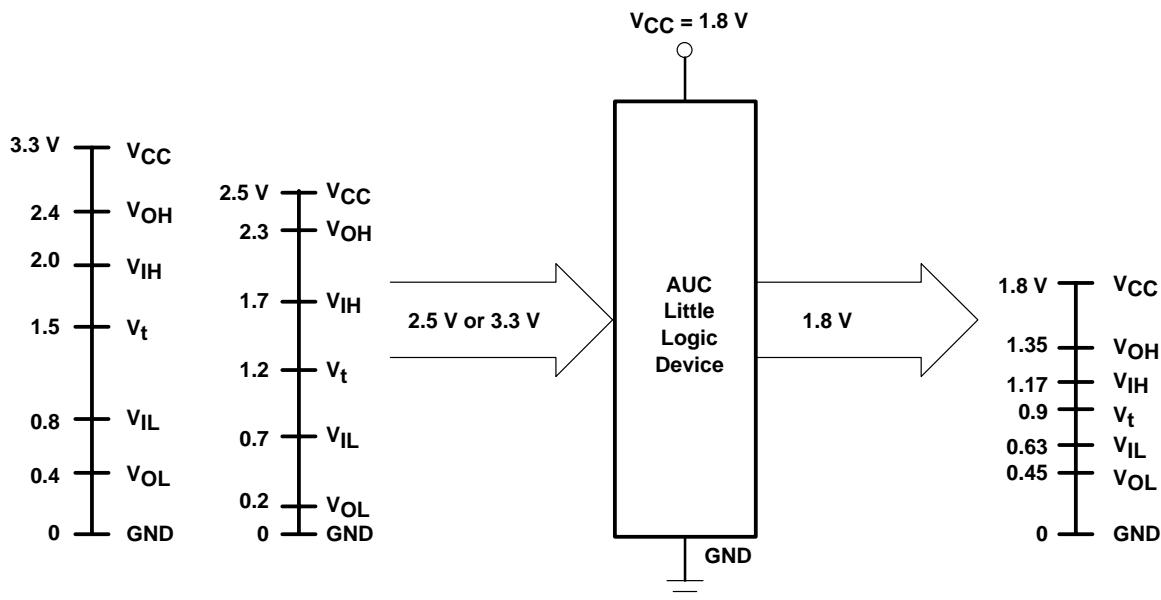 VCC = 1.8 V
3.3 V VCC
2.4 VOH
2.0 VIH
1.5 Vt
0.8 VIL
0.4 VOL
0 GND
2.5 V VCC
2.3 VOH
1.7 VIH
1.2 Vt
0.7 VIL
0.2 VOL
0 GND
2.5 V or 3.3 V
AUC
Little
Logic
Device
GND
1.8 V
1.8 V VCC
1.35 VOH
1.17 VIH
0.9 Vt
0.63 VIL
0.45 VOL
0 GND